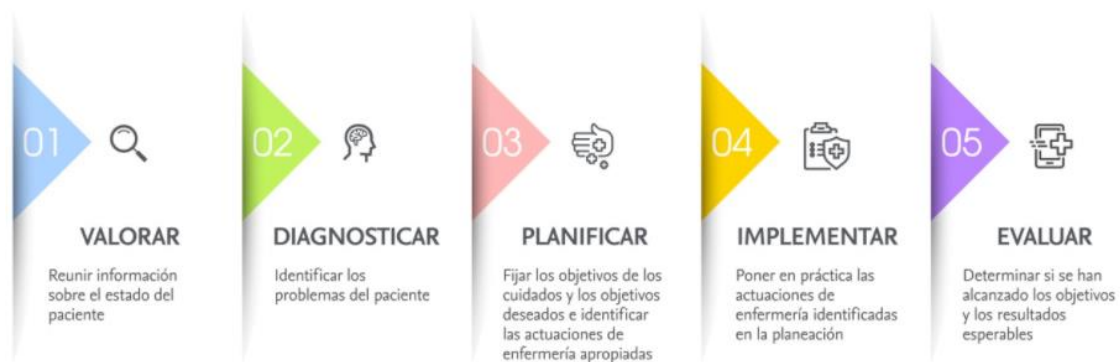 01
VALORAR
Reunir información
sobre el estado del
paciente
02
DIAGNOSTICAR
Identificar los
problemas del paciente
03
PLANIFICAR
Fijar los objetivos de los
cuidados y los objetivos
deseados e identificar
las actuaciones de
enfermería apropiadas
04
IMPLEMENTAR
Poner en práctica las
actuaciones de
enfermería identificadas
en la planeación
05
EVALUAR
Determinar si se han
alcanzado los objetivos
y los resultados
esperables